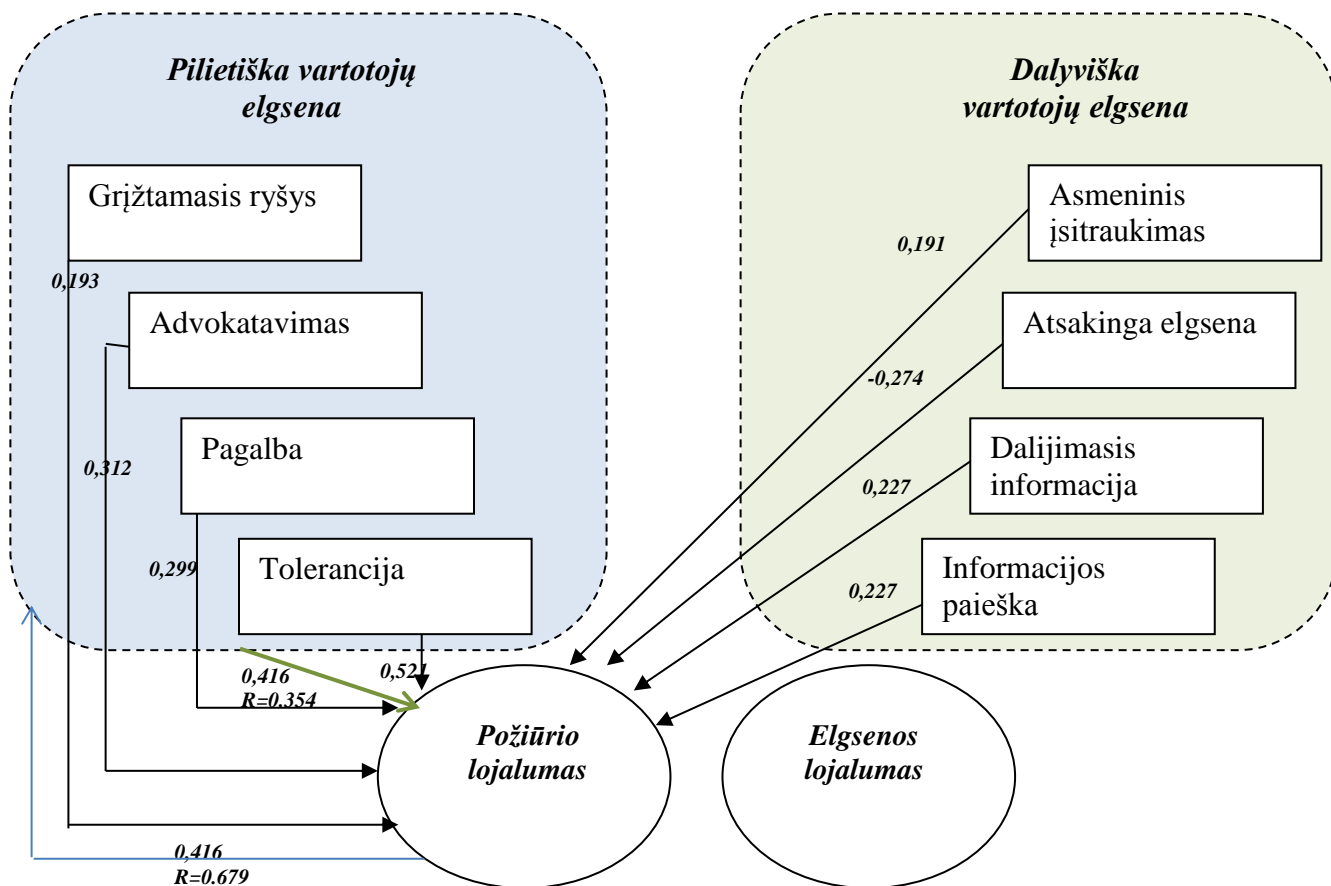 Pilietiška vartotojų
elgsena
Grįžtamasis ryšys
0,193
Advokatavimas
Pagalba
0,312
0,299
Tolerancija
0,416
R=0.354
0,521
Dalyviška
vartotojų elgsena
Asmeninis
įsitraukimas
0,191
Atsakinga elgsena
-0,274
Dalijimasis
informacija
0,227
Informacijos
paieška
0,227
Požiūrio
lojalumas
Elgsenos
lojalumas
0,416
R=0.679